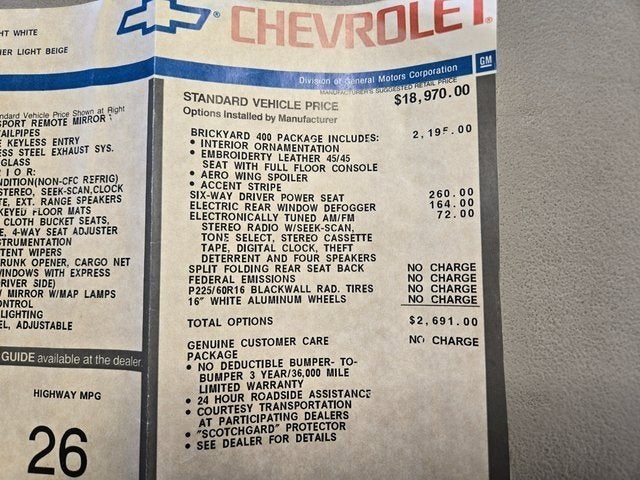 HT WHITE
HER LIGHT BEIGE
Standard Vehicle Price Shown at Right
SPORT REMOTE MIRROR
TAILPIPES
E KEYLESS ENTRY
ESS STEEL EXHAUST SYS.
GLASS
I O R:
NDITION(NON-CFC REFRIG)
STEREO, SEEK-SCAN,CLOCK
TE, EXT. RANGE SPEAKERS
KEYED FLOOR MATS
CLOTH BUCKET SEATS,
E, 4-WAY SEAT ADJUSTER
STRUMENTATION
TENT WIPERS
RUNK OPENER, CARGO NET
WINDOWS WITH EXPRESS
RIVER SIDE)
MIRROR W/MAP LAMPS
ONTROL
LIGHTING
EL, ADJUSTABLE
GUIDE available at the dealer
HIGHWAY MPG
26
CHEVROLET®
Division of General Motors Corporation
GM
MANUFACTURER'S SUGGESTED RETAIL PRICE
STANDARD VEHICLE PRICE $18,970.00
Options Installed by Manufacturer
BRICKYARD 400 PACKAGE INCLUDES: 2,195.00
• INTERIOR ORNAMENTATION
• EMBROIDERTY LEATHER 45/45
SEAT WITH FULL FLOOR CONSOLE
• AERO WING SPOILER
• ACCENT STRIPE
SIX-WAY DRIVER POWER SEAT 260.00
ELECTRIC REAR WINDOW DEFOGGER 164.00
ELECTRONICALLY TUNED AM/FM 72.00
STEREO RADIO W/SEEK-SCAN,
TONE SELECT, STEREO CASSETTE
TAPE, DIGITAL CLOCK, THEFT
DETERRENT AND FOUR SPEAKERS
SPLIT FOLDING REAR SEAT BACK NO CHARGE
FEDERAL EMISSIONS NO CHARGE
P225/60R16 BLACKWALL RAD. TIRES NO CHARGE
16" WHITE ALUMINUM WHEELS NO CHARGE
TOTAL OPTIONS $2,691.00
GENUINE CUSTOMER CARE NO CHARGE
PACKAGE
• NO DEDUCTIBLE BUMPER- TO-
BUMPER 3 YEAR/36,000 MILE
LIMITED WARRANTY
• 24 HOUR ROADSIDE ASSISTANCE
• COURTESY TRANSPORTATION
AT PARTICIPATING DEALERS
• "SCOTCHGARD" PROTECTOR
• SEE DEALER FOR DETAILS